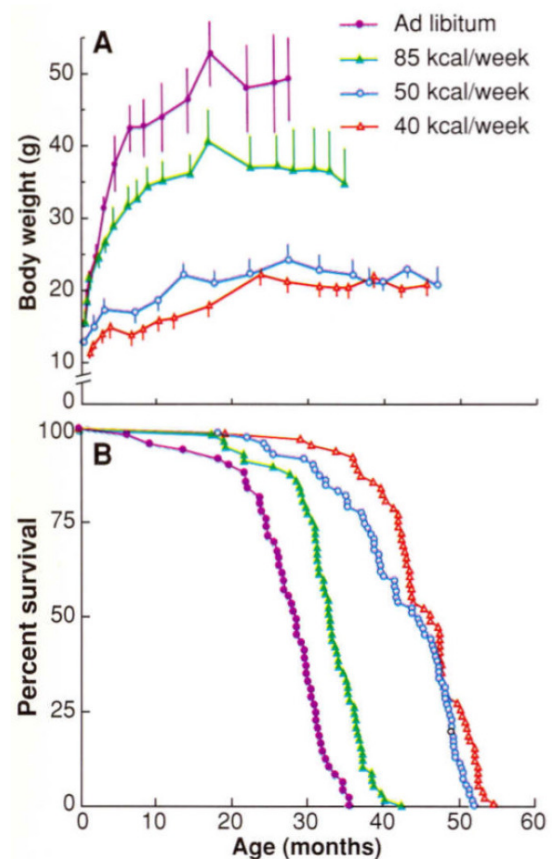 A
Ad libitum
85 kcal/week
50 kcal/week
40 kcal/week
Body weight (g)
50
40
30
20
10
0
B
Percent survival
100
75
50
25
0
0 10 20 30 40 50 60
Age (months)